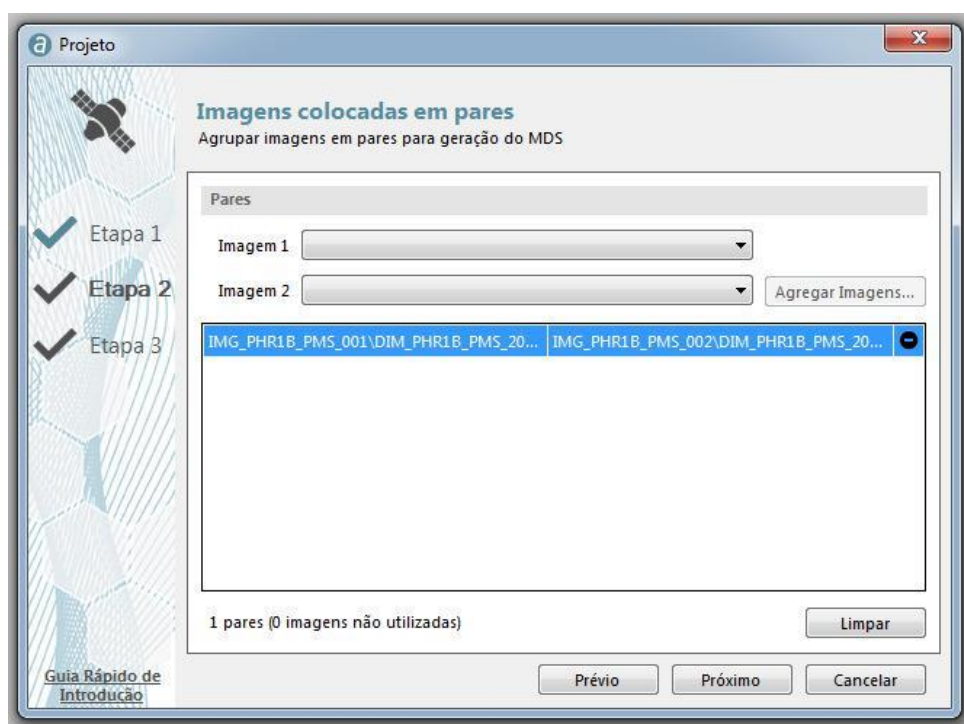 Projeto
Imagens colocadas em pares
Agrupar imagens em pares para geração do MDS
Etapa 1
Etapa 2
Etapa 3
Pares
Imagem 1
Imagem 2
Agregar Imagens...
IMG_PHR1B_PMS_001\DIM_PHR1B_PMS_20... IMG_PHR1B_PMS_002\DIM_PHR1B_PMS_20...
1 pares (0 imagens não utilizadas)
Limpar
Guia Rápido de
Introdução
Prévio
Próximo
Cancelar